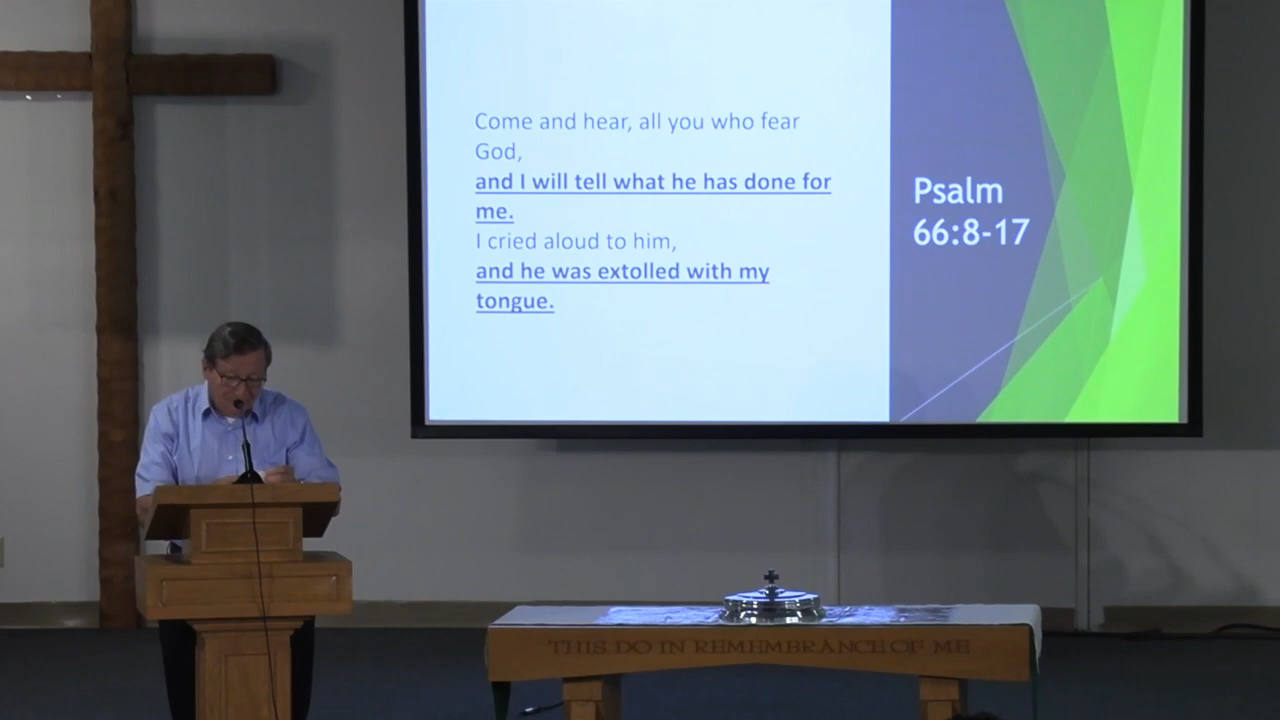 Come and hear, all you who fear
God,
and I will tell what he has done for
me.
I cried aloud to him,
and he was extolled with my
tongue.
Psalm
66:8-17
THIS DO IN REMEMBRANCE OF ME